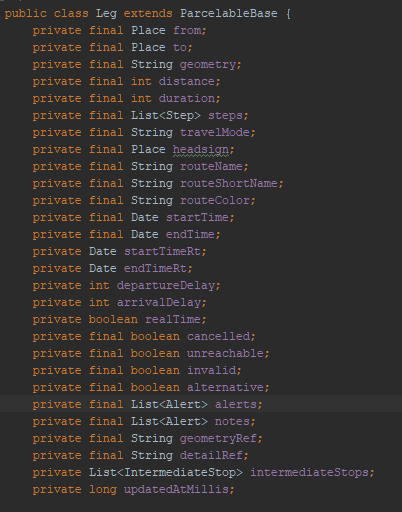 public class Leg extends ParcelableBase {
private final Place from;
private final Place to;
private final String geometry;
private final int distance;
private final int duration;
private final List<Step> steps;
private final String travelMode;
private final Place headsign;
private final String routeName;
private final String routeShortName;
private final String routeColor;
private final Date startTime;
private final Date endTime;
private Date startTimeRt;
private Date endTimeRt;
private int departureDelay;
private int arrivalDelay;
private boolean realTime;
private final boolean cancelled;
private final boolean unreachable;
private final boolean invalid;
private final boolean alternative;
private final List<Alert> alerts;
private final List<Alert> notes;
private final String geometryRef;
private final String detailRef;
private List<IntermediateStop> intermediateStops;
private long updatedAtMillis;